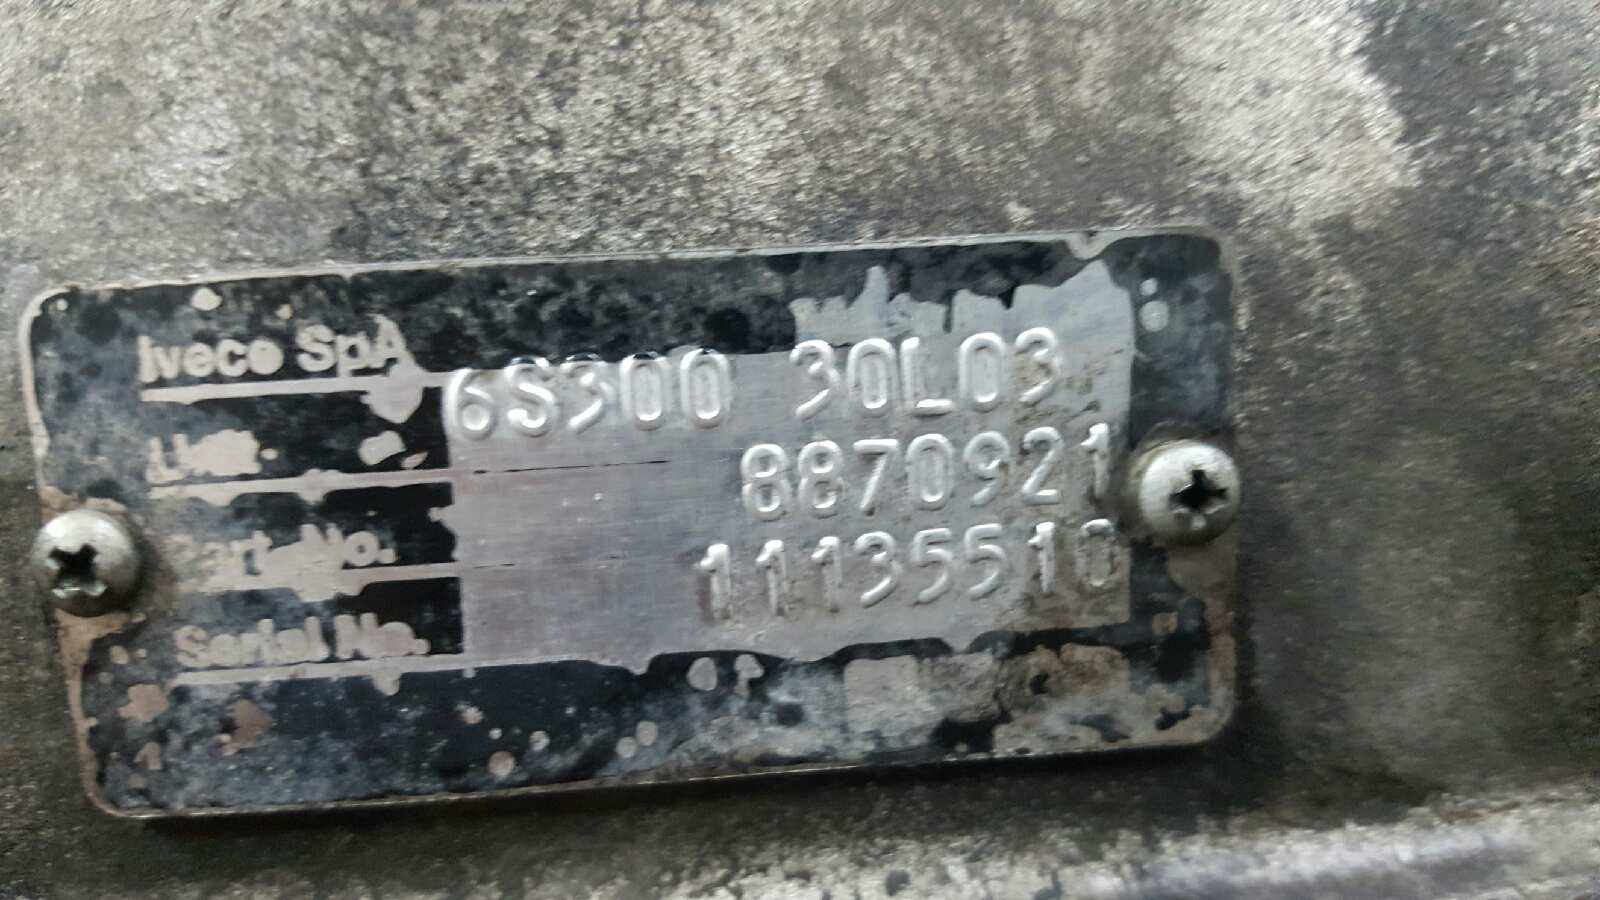 Iveco SpA
6S300 30L03
8870921
Part No.
11135510
Serial No.